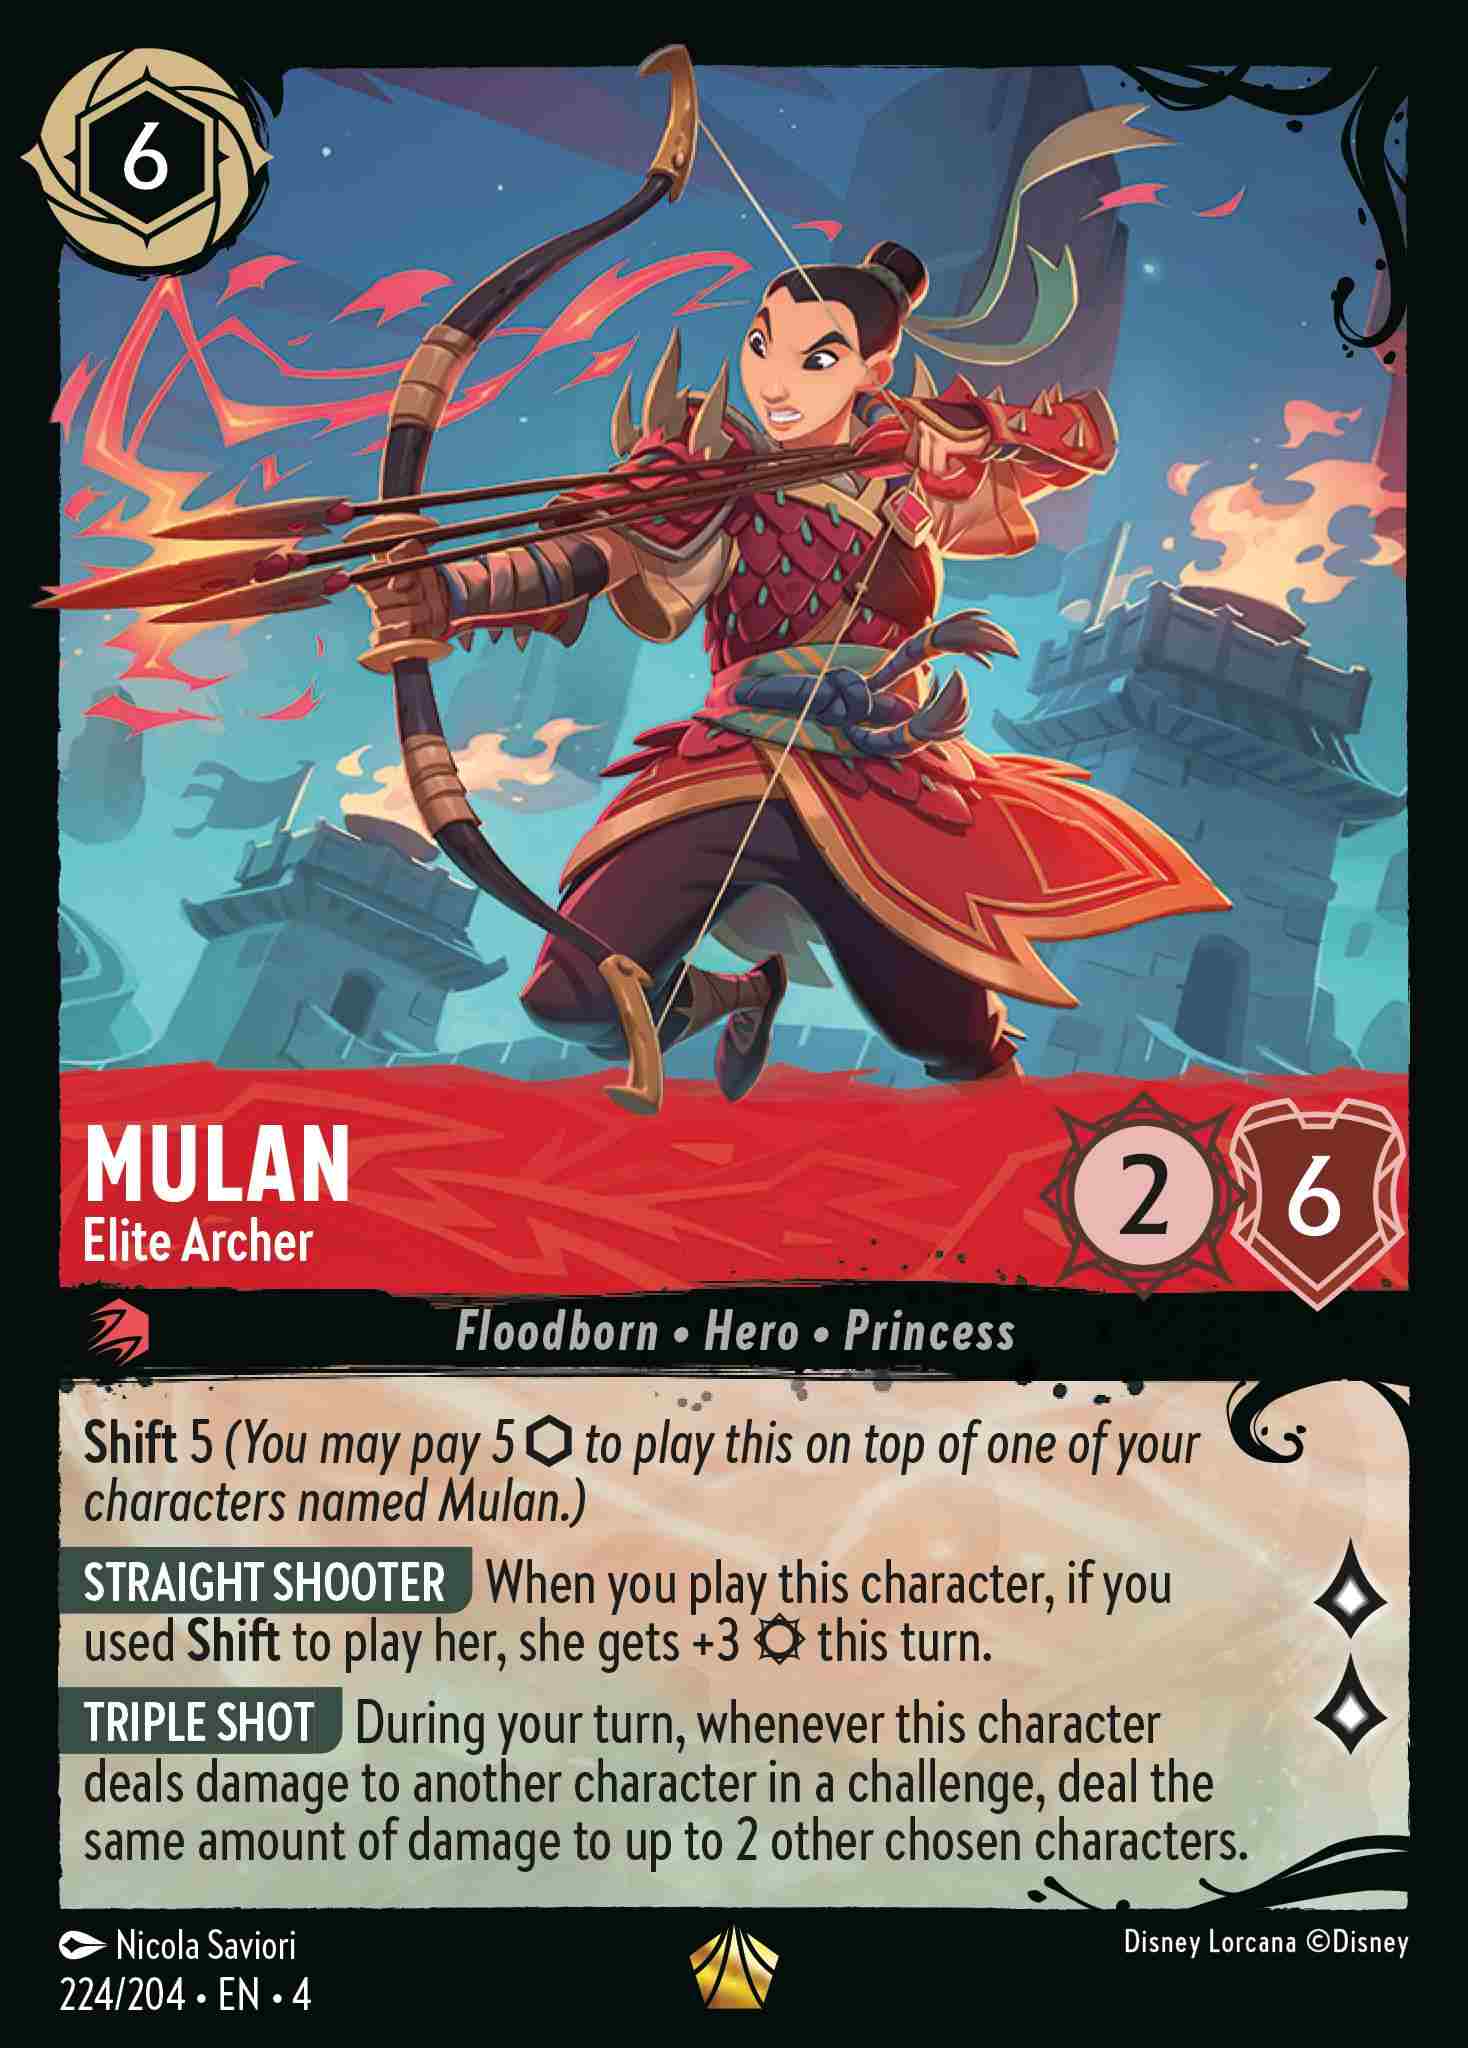 6
MULAN
Elite Archer
2 6
Floodborn • Hero • Princess
Shift 5 (You may pay 5 ⬡ to play this on top of one of your
characters named Mulan.)
STRAIGHT SHOOTER When you play this character, if you
used Shift to play her, she gets +3 ¤ this turn.
TRIPLE SHOT During your turn, whenever this character
deals damage to another character in a challenge, deal the
same amount of damage to up to 2 other chosen characters.
Nicola Saviori
Disney Lorcana ©Disney
224/204 • EN • 4